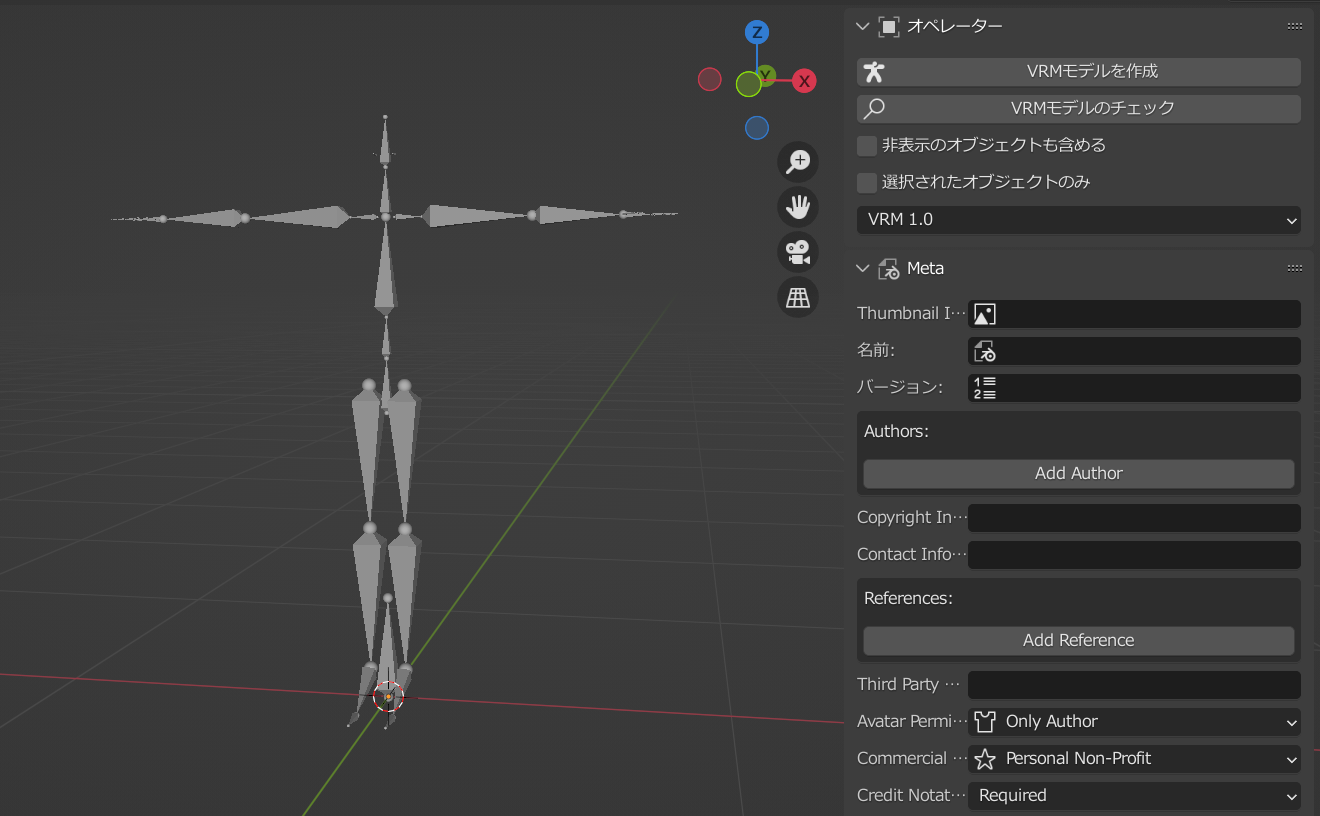 Z
Y
X
オペレーター
VRMモデルを作成
VRMモデルのチェック
非表示のオブジェクトも含める
選択されたオブジェクトのみ
VRM 1.0
Meta
Thumbnail I…
名前:
バージョン:
Authors:
Add Author
Copyright In…
Contact Info…
References:
Add Reference
Third Party …
Avatar Permi… Only Author
Commercial … Personal Non-Profit
Credit Notat… Required